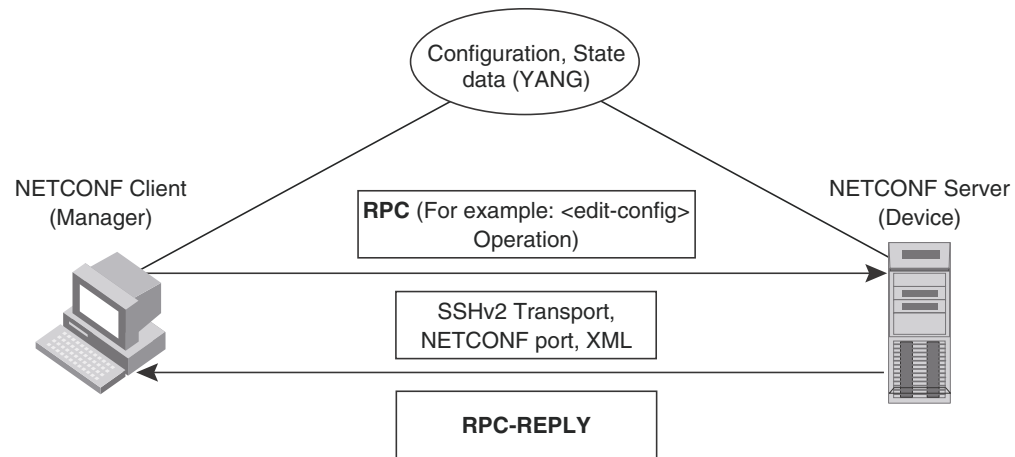 Configuration, State
data (YANG)
NETCONF Client
(Manager)
NETCONF Server
(Device)
RPC (For example: <edit-config>
Operation)
SSHv2 Transport,
NETCONF port, XML
RPC-REPLY